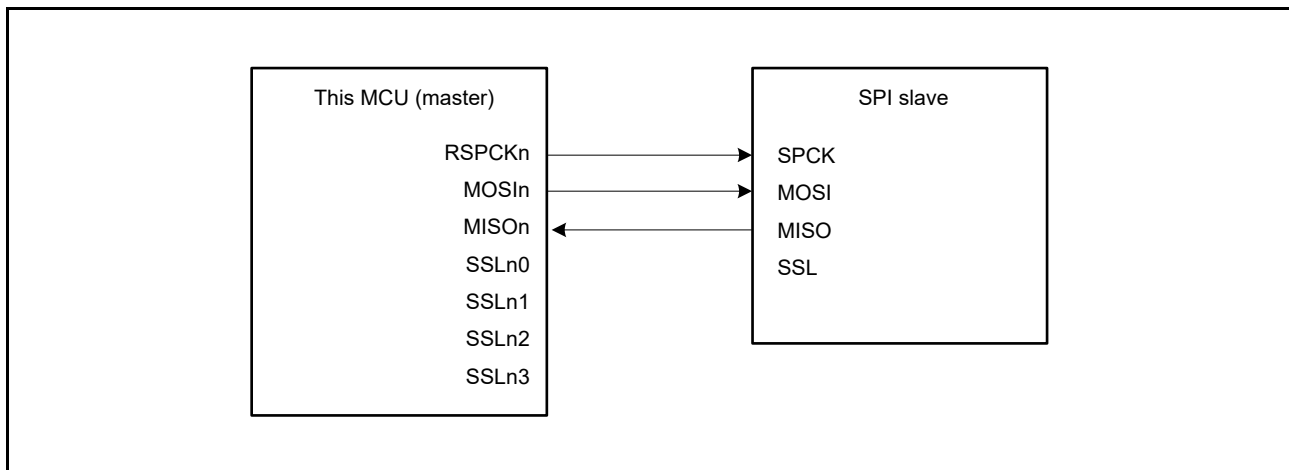 This MCU (master)
RSPCKn
MOSIn
MISOn
SSLn0
SSLn1
SSLn2
SSLn3
SPI slave
SPCK
MOSI
MISO
SSL